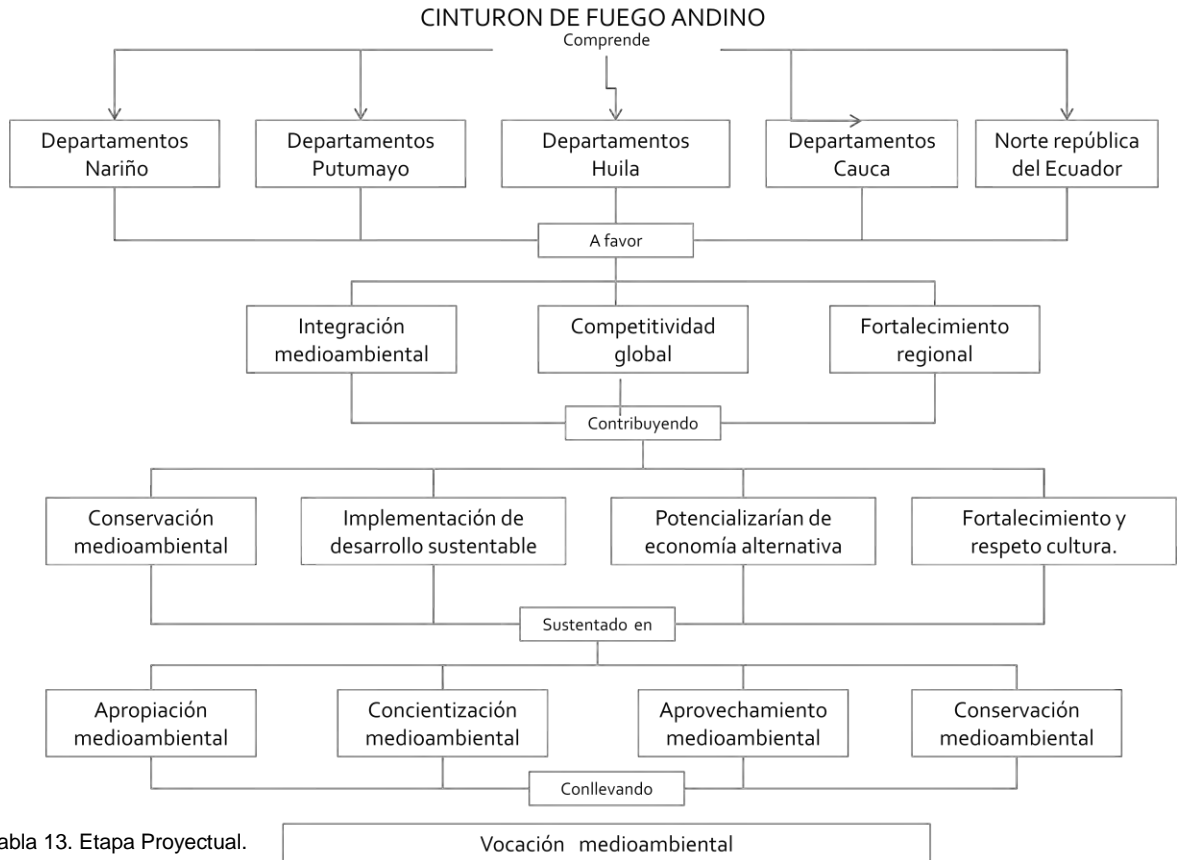 CINTURON DE FUEGO ANDINO
Comprende
Departamentos
Nariño
Departamentos
Putumayo
Departamentos
Huila
Departamentos
Cauca
Norte república
del Ecuador
A favor
Integración
medioambiental
Competitividad
global
Fortalecimiento
regional
Contribuyendo
Conservación
medioambiental
Implementación de
desarrollo sustentable
Potencializarían de
economía alternativa
Fortalecimiento y
respeto cultura.
Sustentado en
Apropiación
medioambiental
Concientización
medioambiental
Aprovechamiento
medioambiental
Conservación
medioambiental
Conllevando
abla 13. Etapa Proyectual.
Vocación medioambiental